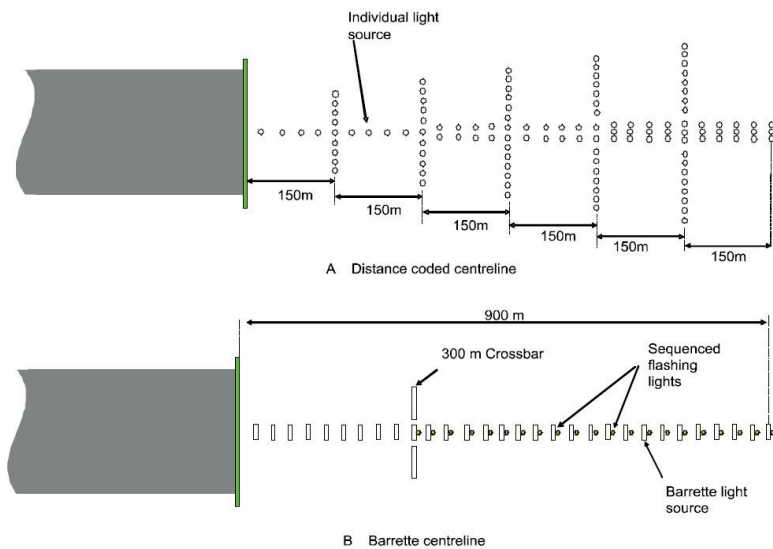 Individual light
source
150m
150m
150m
150m
150m
150m
A Distance coded centreline
900 m
300 m Crossbar
Sequenced
flashing
lights
Barrette light
source
B Barrette centreline